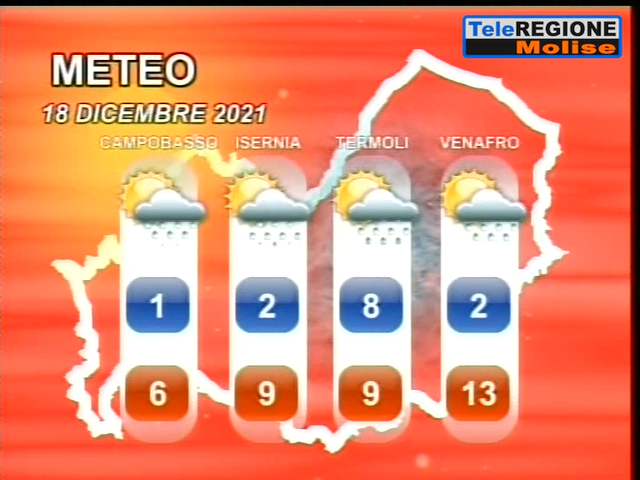 TeleREGIONE
Molise
METEO
18 DICEMBRE 2021
CAMPOBASSO ISERNIA TERMOLI VENAFRO
1 2 8 2
6 9 9 13